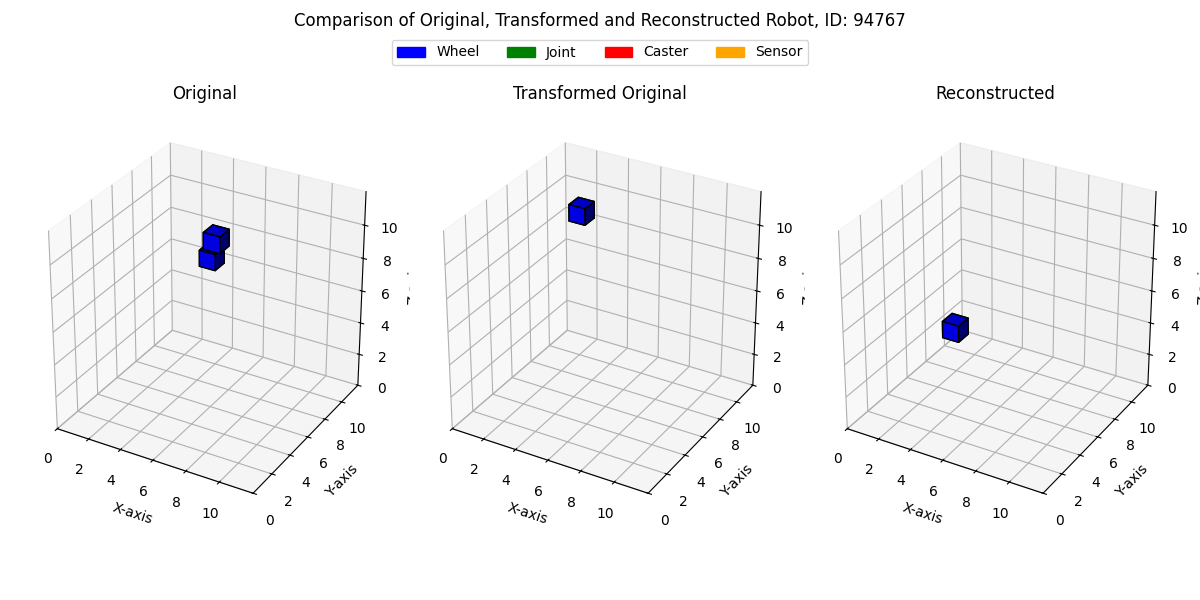 Comparison of Original, Transformed and Reconstructed Robot, ID: 94767
Wheel Joint Caster Sensor
Original
Transformed Original
Reconstructed
0 2 4 6 8 10
X-axis
0 2 4 6 8 10
Y-axis
0 2 4 6 8 10
0 2 4 6 8 10
X-axis
0 2 4 6 8 10
Y-axis
0 2 4 6 8 10
0 2 4 6 8 10
X-axis
0 2 4 6 8 10
Y-axis
0 2 4 6 8 10